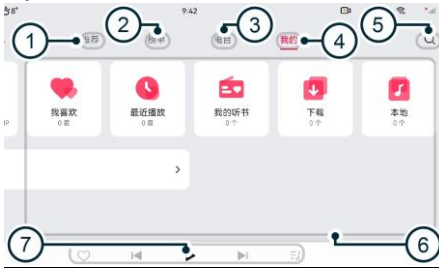 8° 9:42
1 2 3 4 5
推荐 榜单 电台 我的
我喜欢 最近播放 我的听书 下载 本地
0首 0首 0个 0个 0个
7 6